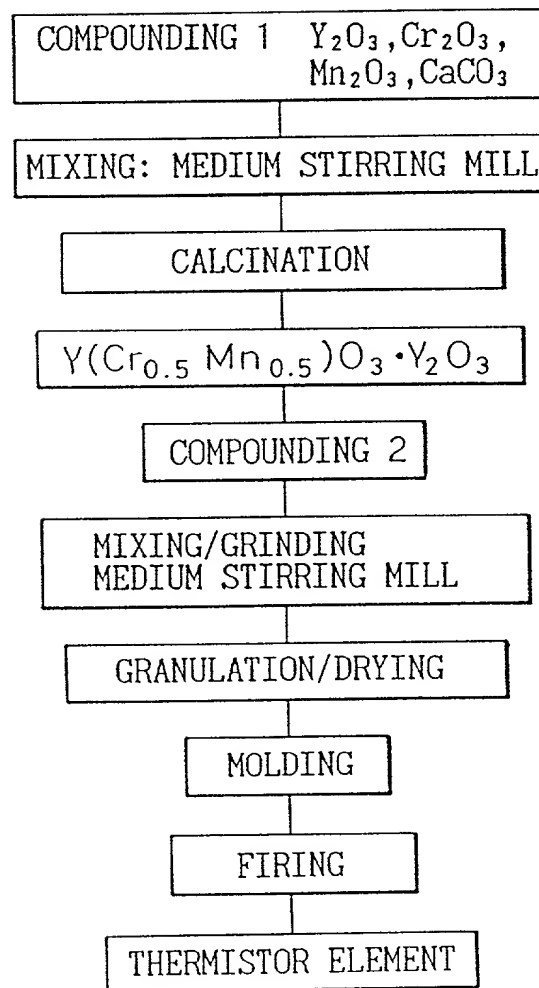 COMPOUNDING 1 Y₂O₃,Cr₂O₃,
Mn₂O₃,CaCO₃
MIXING: MEDIUM STIRRING MILL
CALCINATION
Y(Cr₀.₅ Mn₀.₅)O₃·Y₂O₃
COMPOUNDING 2
MIXING/GRINDING
MEDIUM STIRRING MILL
GRANULATION/DRYING
MOLDING
FIRING
THERMISTOR ELEMENT